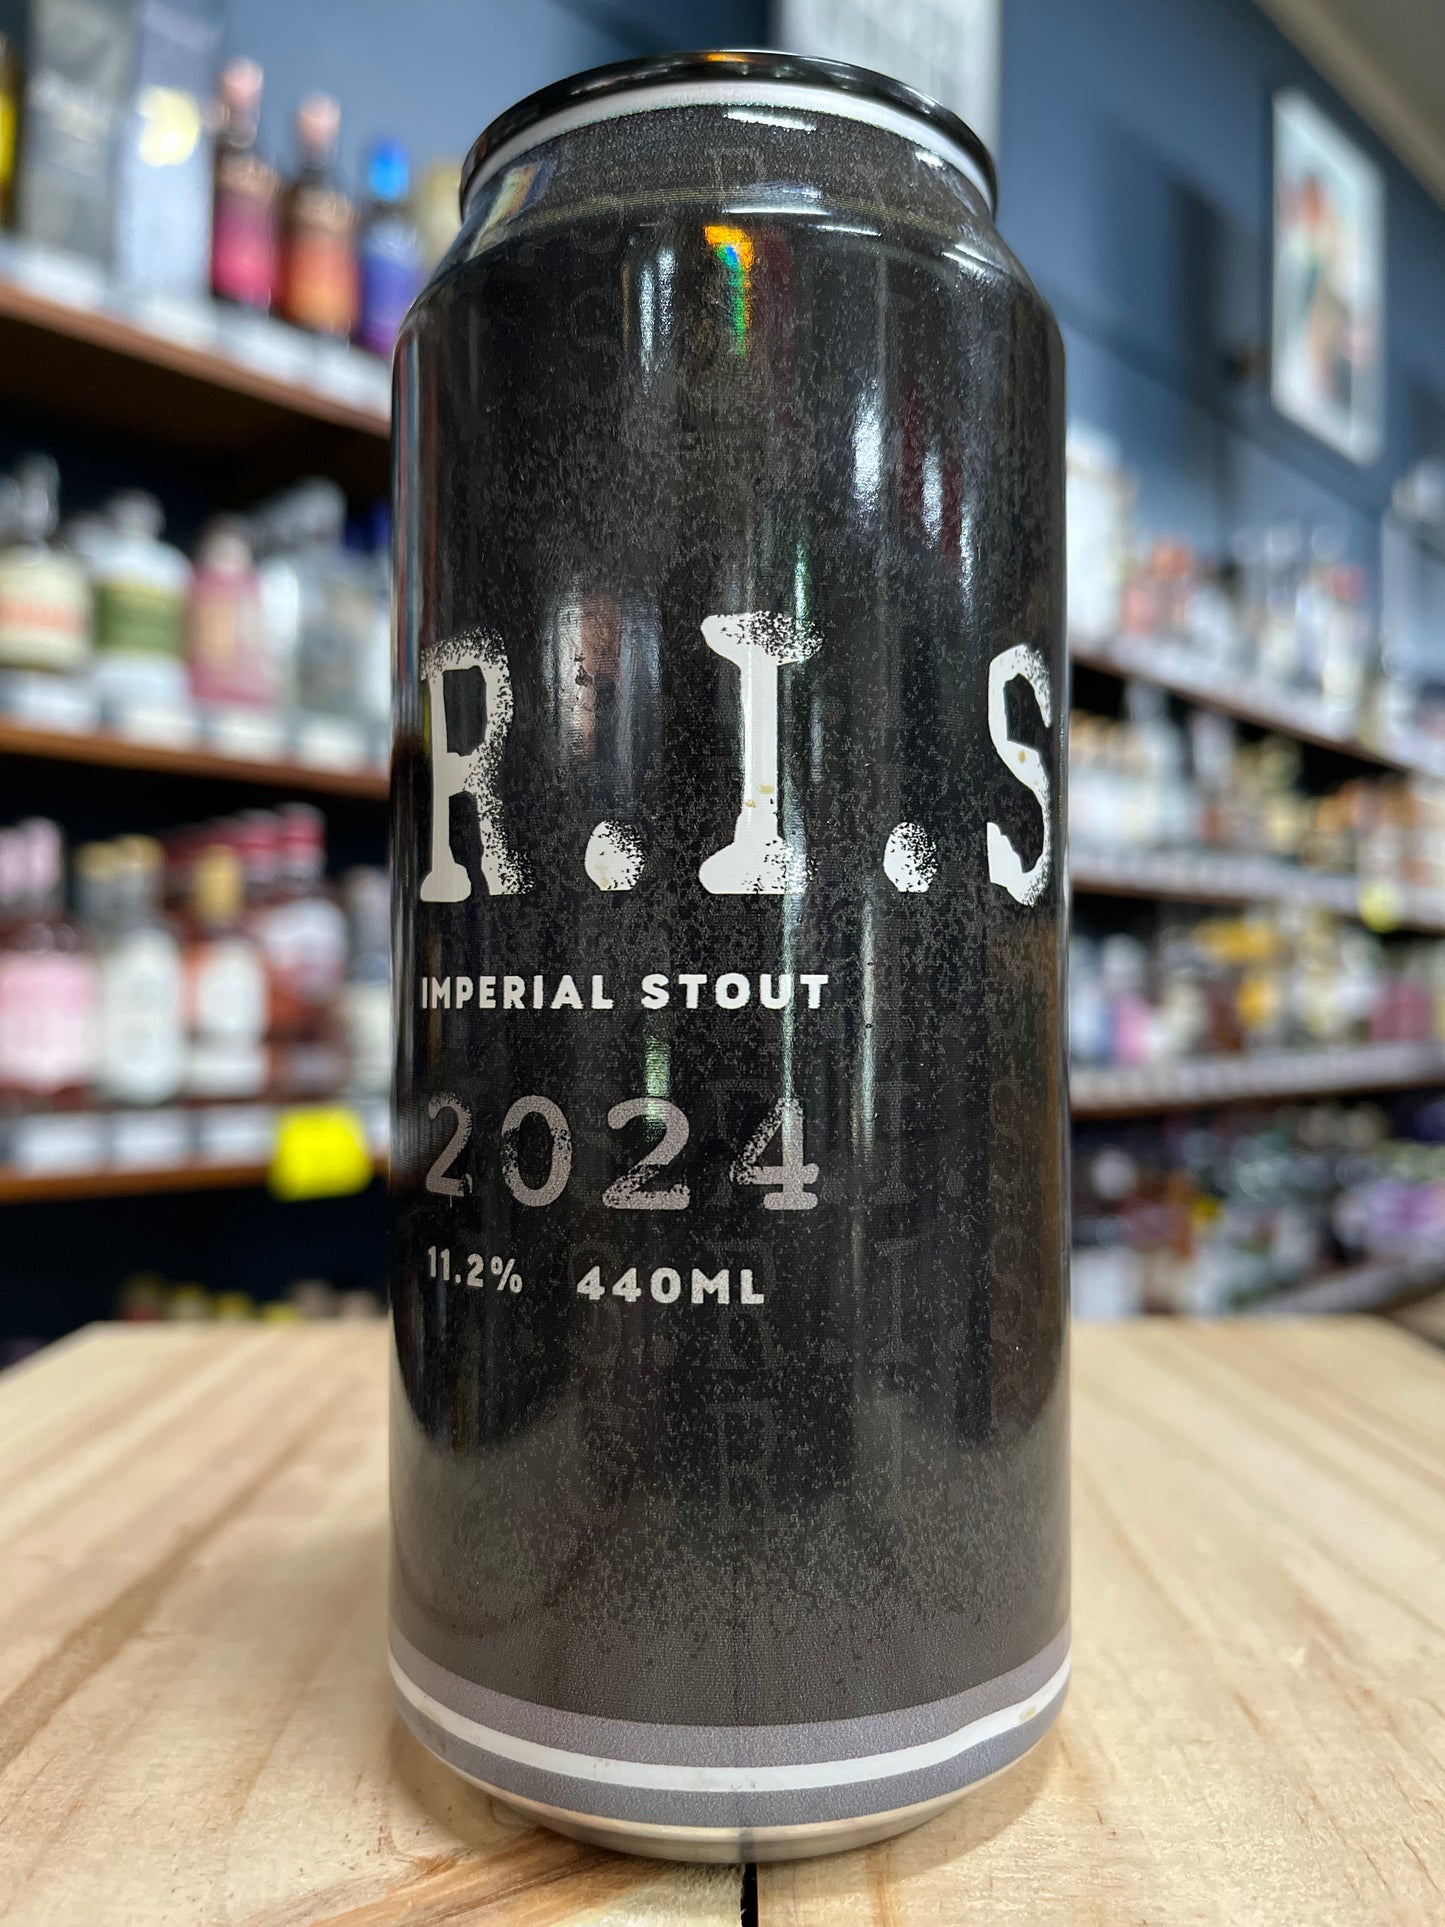 R.I.S
IMPERIAL STOUT
2024
11.2% 440ML